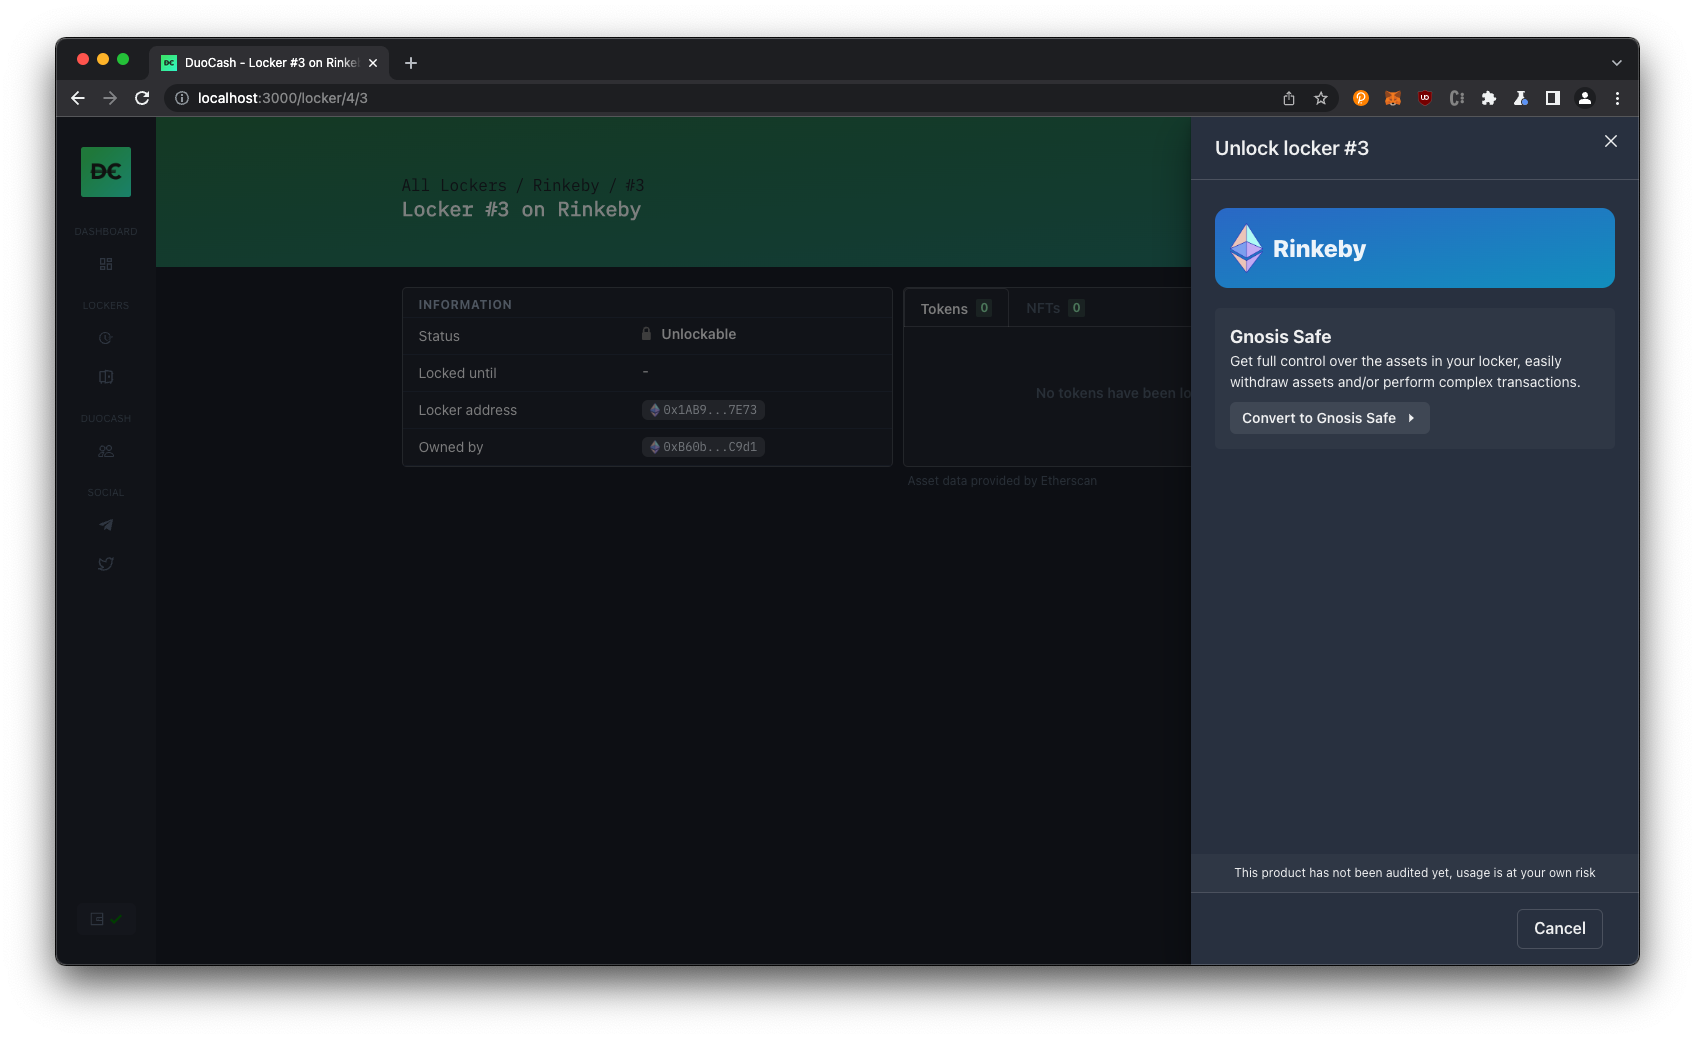 DuoCash - Locker #3 on Rinke
localhost:3000/locker/4/3
DASHBOARD
LOCKERS
DUOCASH
SOCIAL
All Lockers / Rinkeby / #3
Locker #3 on Rinkeby
INFORMATION
Status Unlockable
Locked until -
Locker address 0x1AB9...7E73
Owned by 0xB60b...C9d1
Tokens 0 NFTs 0
No tokens have been lo
Asset data provided by Etherscan
Unlock locker #3
Rinkeby
Gnosis Safe
Get full control over the assets in your locker, easily
withdraw assets and/or perform complex transactions.
Convert to Gnosis Safe
This product has not been audited yet, usage is at your own risk
Cancel